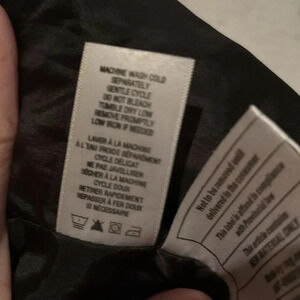 MACHINE WASH COLD
SEPARATELY
GENTLE CYCLE
DO NOT BLEACH
TUMBLE DRY LOW
REMOVE PROMPTLY
LOW IRON IF NEEDED
LAVER À LA MACHINE
À L'EAU FROIDE SÉPARÉMENT
CYCLE DÉLICAT
NE PAS JAVELLISER
SÉCHER À LA MACHINE
CYCLE DOUX
RETIRER RAPIDEMENT
REPASSER À FER DOUX
SI NÉCESSAIRE
Not to be removed until
delivered to the consumer
This label is affixed in compliance
with
This article contains
NEW MATERIAL ONLY